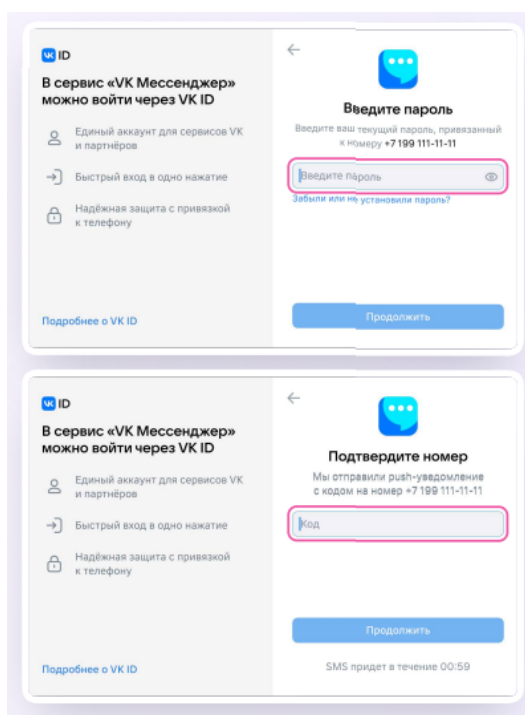 VK ID
В сервис «VK Мессенджер»
можно войти через VK ID
Единый аккаунт для сервисов VK
и партнёров
Быстрый вход в одно нажатие
Надёжная защита с привязкой
к телефону
Подробнее о VK ID
Введите пароль
Введите ваш текущий пароль, привязанный
к номеру +7 199 111-11-11
Введите пароль
Забыли или не установили пароль?
Продолжить
VK ID
В сервис «VK Мессенджер»
можно войти через VK ID
Единый аккаунт для сервисов VK
и партнёров
Быстрый вход в одно нажатие
Надёжная защита с привязкой
к телефону
Подробнее о VK ID
Подтвердите номер
Мы отправили push-уведомление
с кодом на номер +7 199 111-11-11
Код
Продолжить
SMS придет в течение 00:59